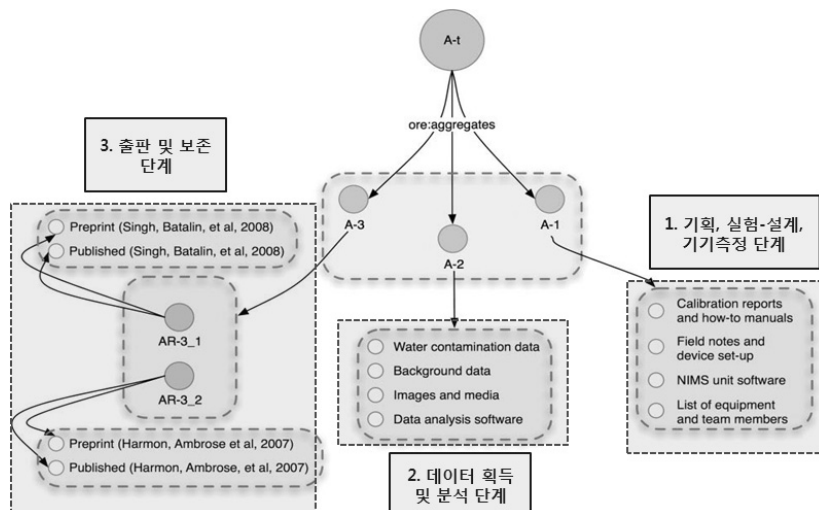 A-t
ore:aggregates
3. 출판 및 보존
단계
A-3
A-2
A-1
1. 기획, 실험-설계,
기기측정 단계
Preprint (Singh, Batalin, et al, 2008)
Published (Singh, Batalin, et al, 2008)
AR-3_1
AR-3_2
Preprint (Harmon, Ambrose et al, 2007)
Published (Harmon, Ambrose, et al, 2007)
Water contamination data
Background data
Images and media
Data analysis software
2. 데이터 획득
및 분석 단계
Calibration reports
and how-to manuals
Field notes and
device set-up
NIMS unit software
List of equipment
and team members